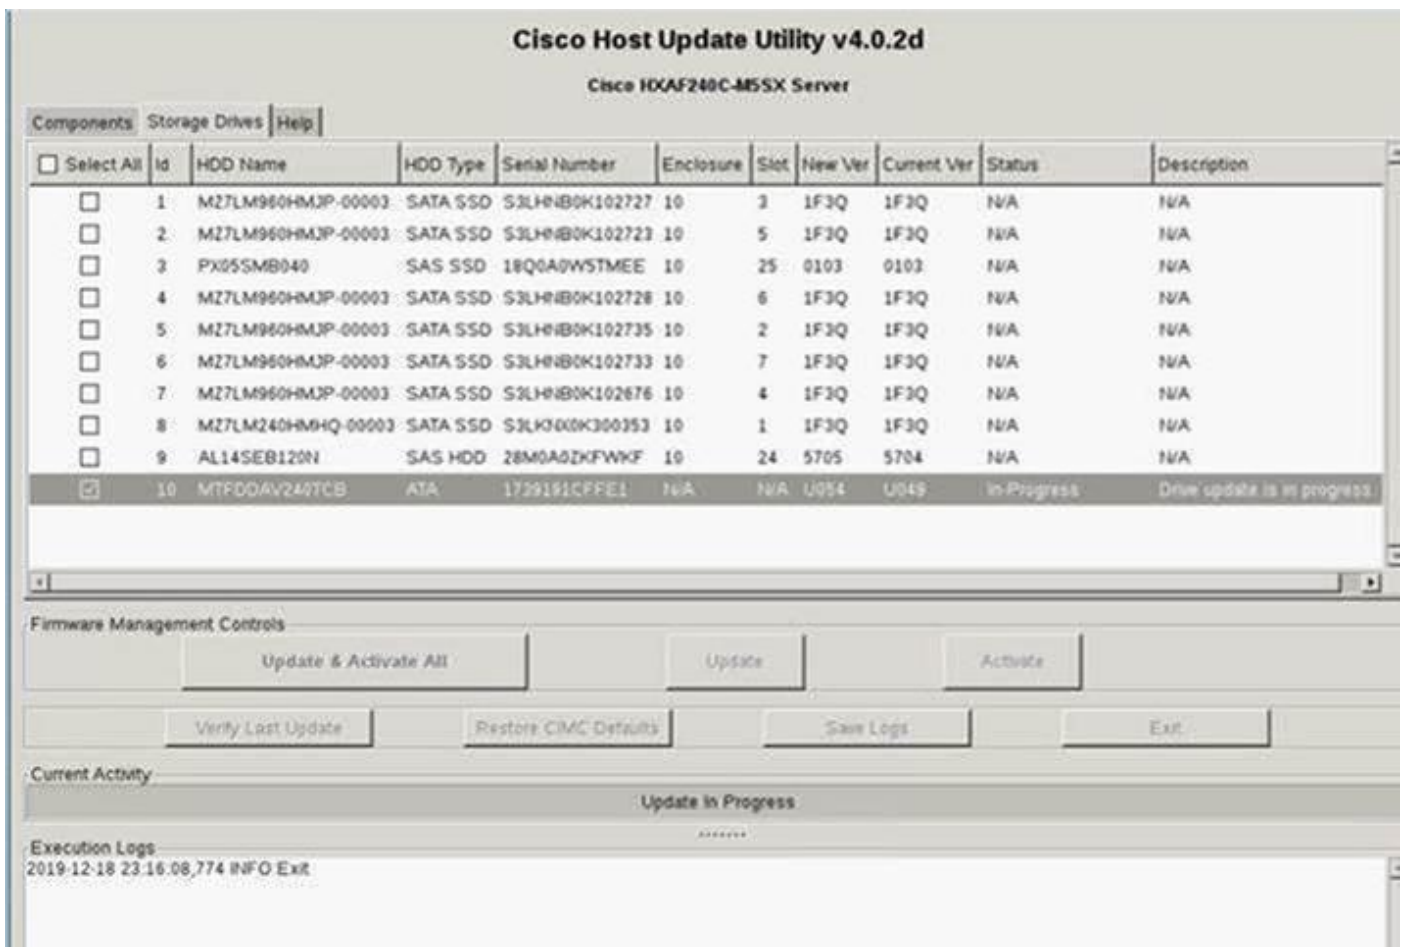 Cisco Host Update Utility v4.0.2d
Cisco HXAF240C-M5SX Server
Components Storage Drives Help
Select All Id HDD Name HDD Type Serial Number Enclosure Slot New Ver Current Ver Status Description
1 MZ7LM960HMJP-00003 SATA SSD S3LHNB0K102727 10 3 1F3Q 1F3Q N/A N/A
2 MZ7LM960HMJP-00003 SATA SSD S3LHNB0K102723 10 5 1F3Q 1F3Q N/A N/A
3 PX05SMB040 SAS SSD 18Q0A0WSTMEE 10 25 0103 0103 N/A N/A
4 MZ7LM960HMJP-00003 SATA SSD S3LHNB0K102728 10 6 1F3Q 1F3Q N/A N/A
5 MZ7LM960HMJP-00003 SATA SSD S3LHNB0K102735 10 2 1F3Q 1F3Q N/A N/A
6 MZ7LM960HMJP-00003 SATA SSD S3LHNB0K102733 10 7 1F3Q 1F3Q N/A N/A
7 MZ7LM960HMJP-00003 SATA SSD S3LHNB0K102676 10 4 1F3Q 1F3Q N/A N/A
8 MZ7LM240HMHQ-00003 SATA SSD S3LKNX0K300353 10 1 1F3Q 1F3Q N/A N/A
9 AL14SEB120N SAS HDD 28M0A0ZKFWKF 10 24 5705 5704 N/A N/A
10 MTFDDAV240TCB ATA 1739191CFFE1 N/A N/A U054 U049 In-Progress Drive update is in progress
Firmware Management Controls
Update & Activate All Update Activate
Verify Last Update Restore CIMC Defaults Save Logs Exit
Current Activity
Update In Progress
Execution Logs
2019-12-18 23:16:08,774 INFO Exit